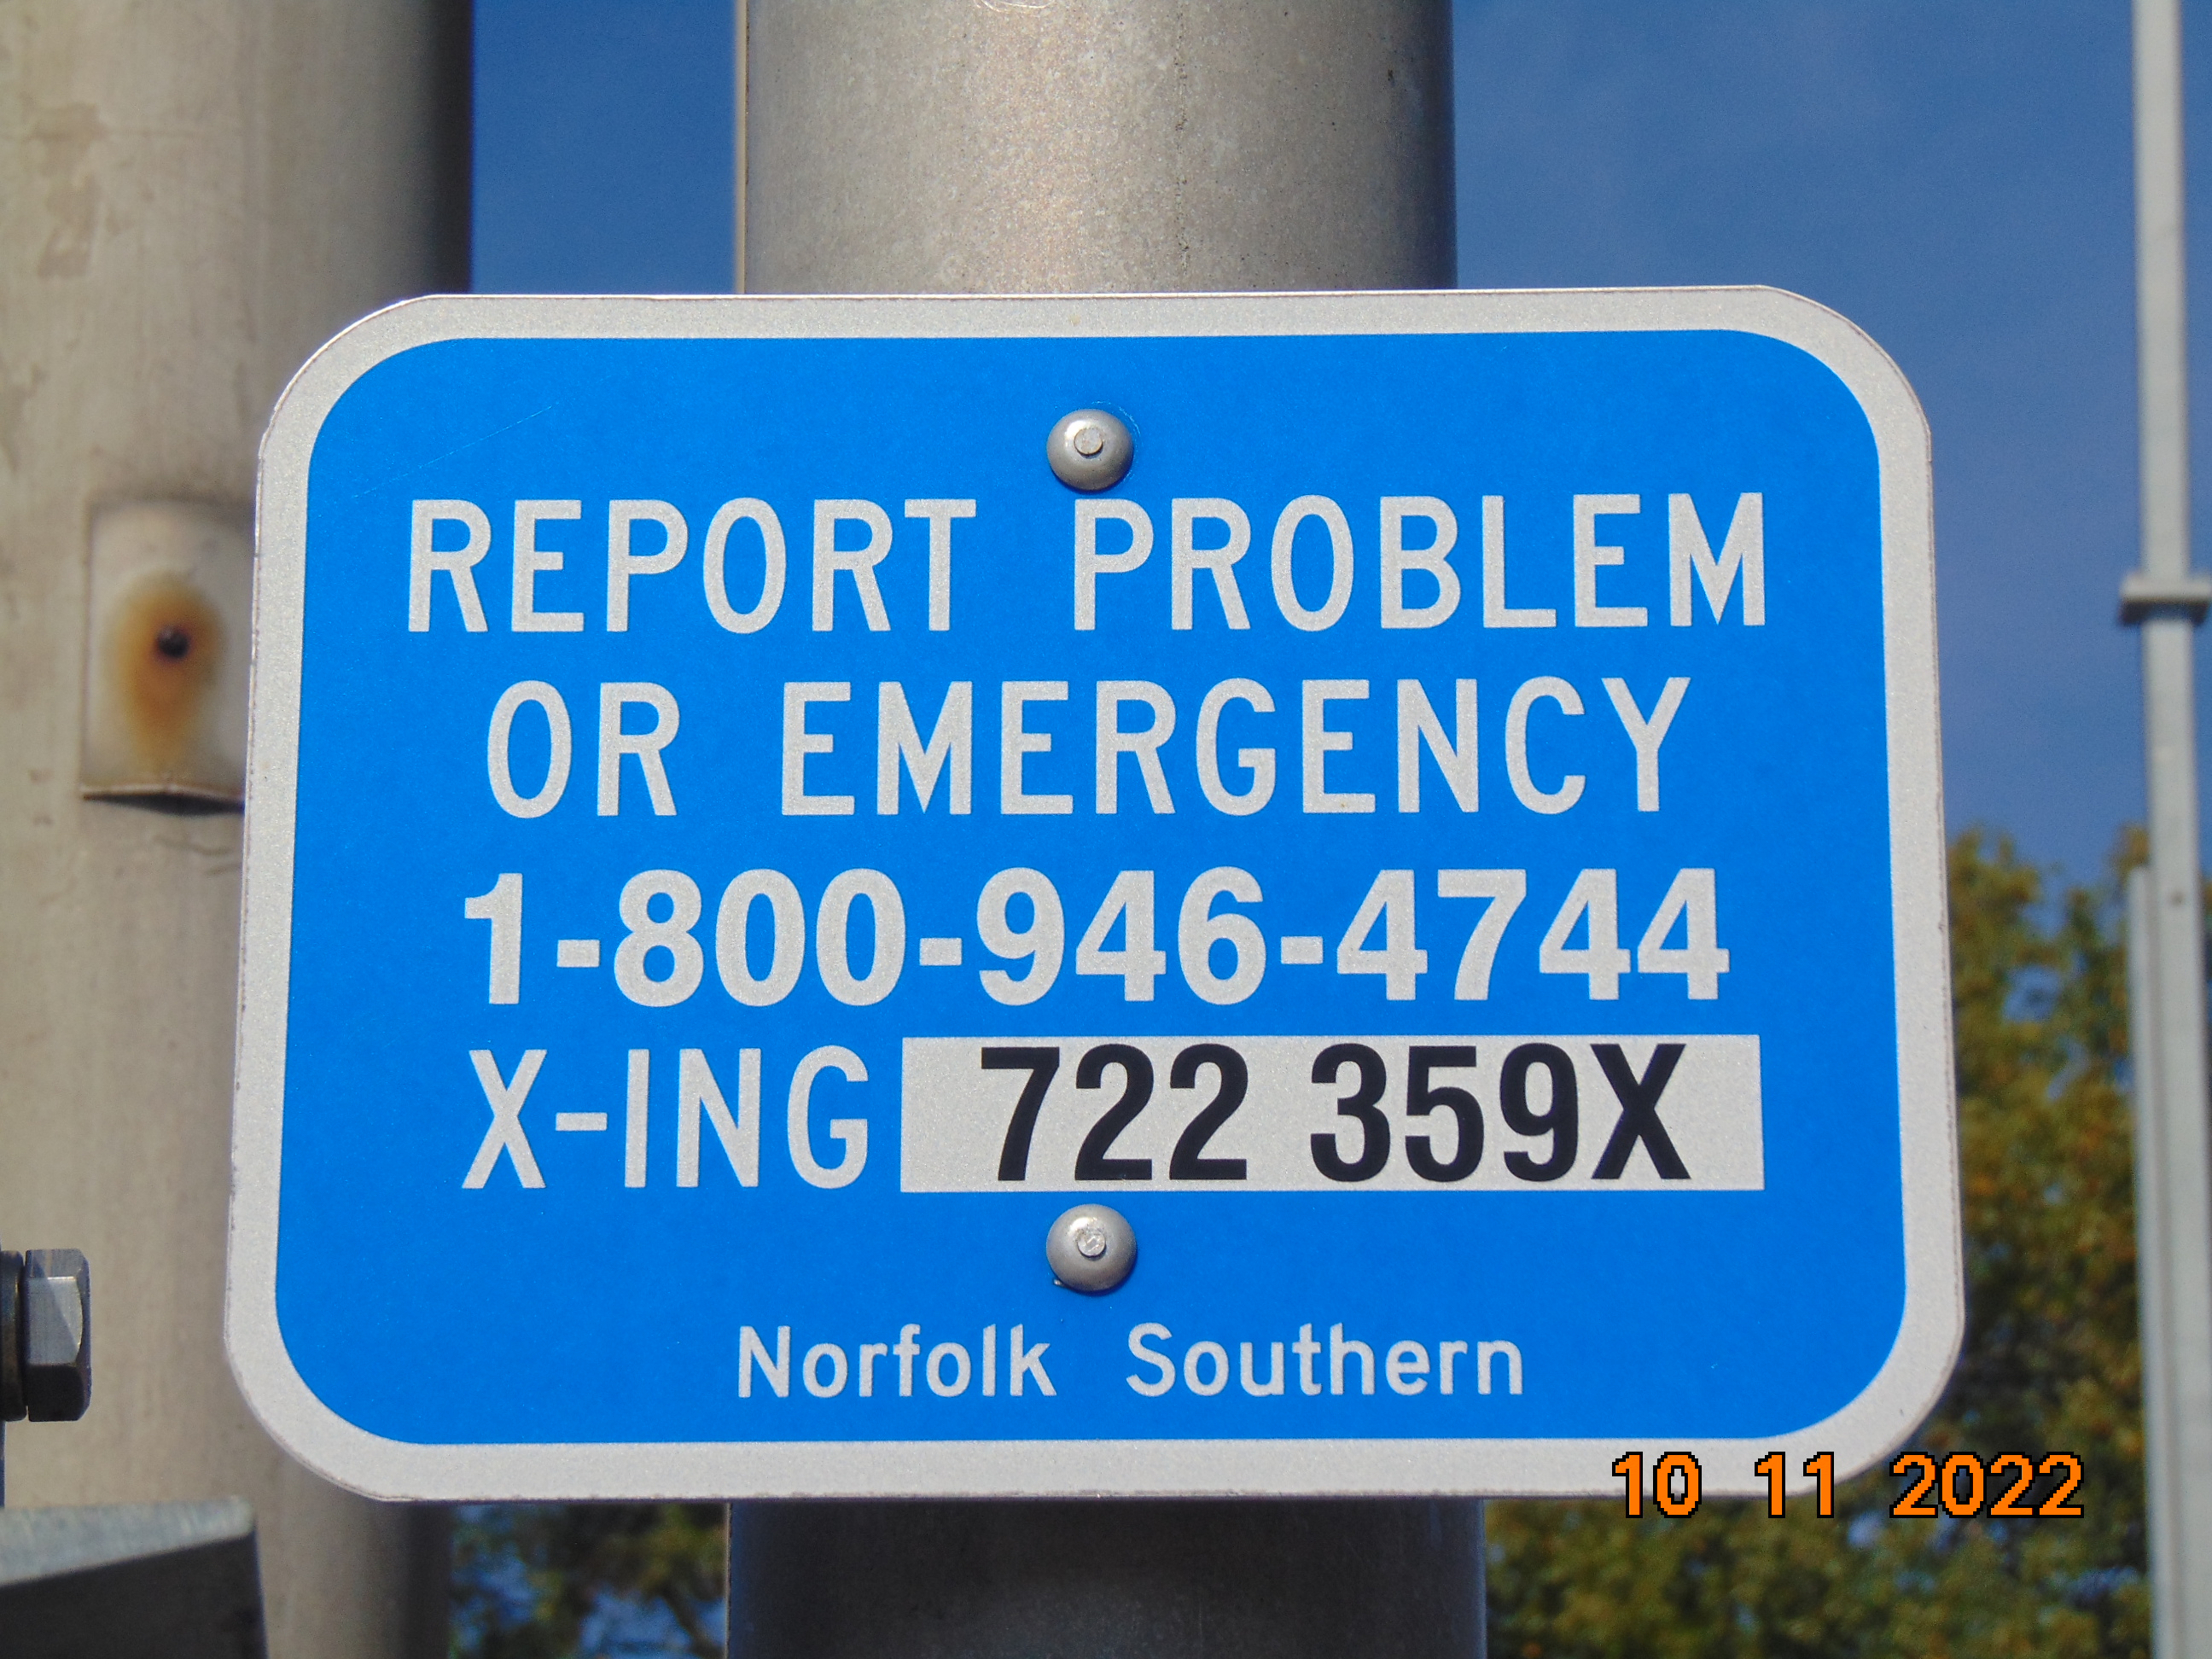 REPORT PROBLEM
OR EMERGENCY
1-800-946-4744
X-ING 722 359X
Norfolk Southern
10 11 2022